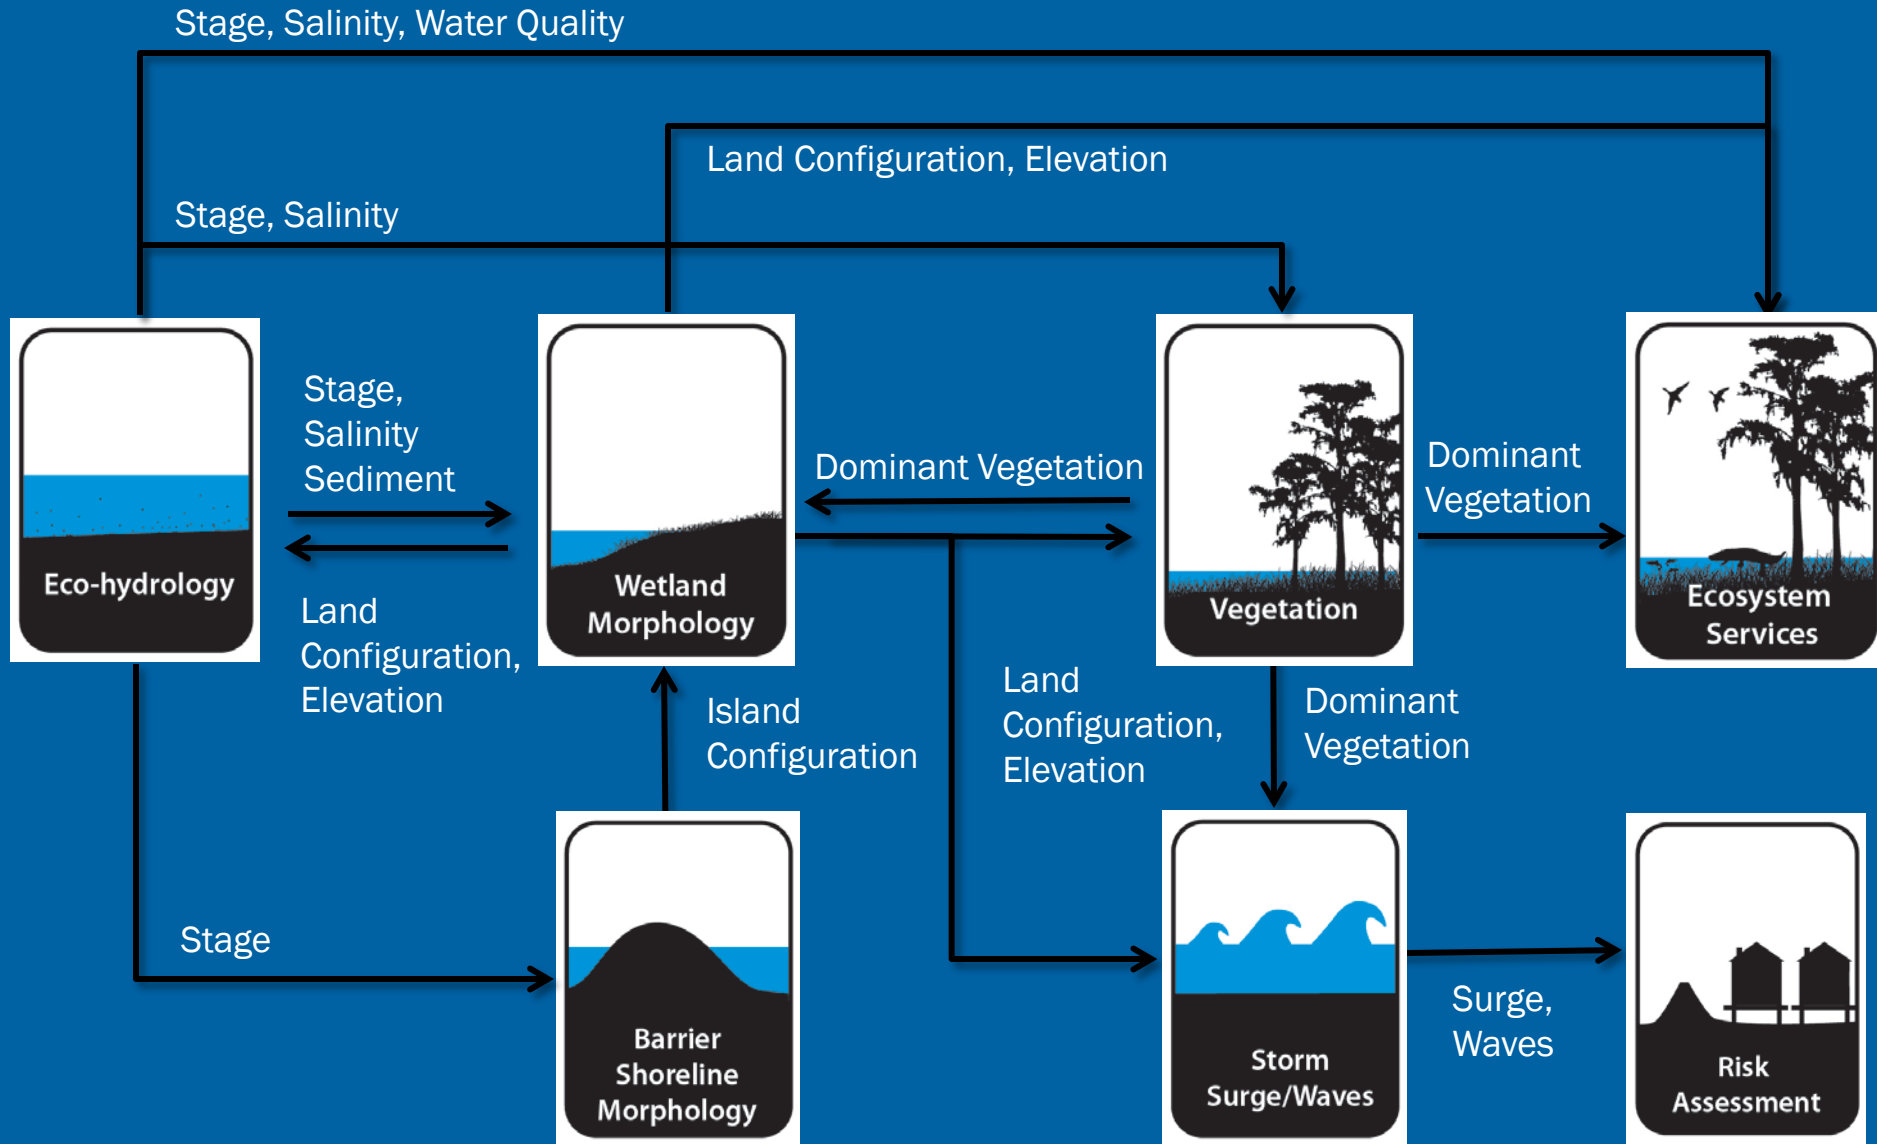 Stage, Salinity, Water Quality
Land Configuration, Elevation
Stage, Salinity
Stage,
Salinity
Sediment
Dominant Vegetation
Dominant
Vegetation
Eco-hydrology
Wetland
Morphology
Vegetation
Ecosystem
Services
Land
Configuration,
Elevation
Island
Configuration
Land
Configuration,
Elevation
Dominant
Vegetation
Stage
Surge,
Waves
Barrier
Shoreline
Morphology
Storm
Surge/Waves
Risk
Assessment